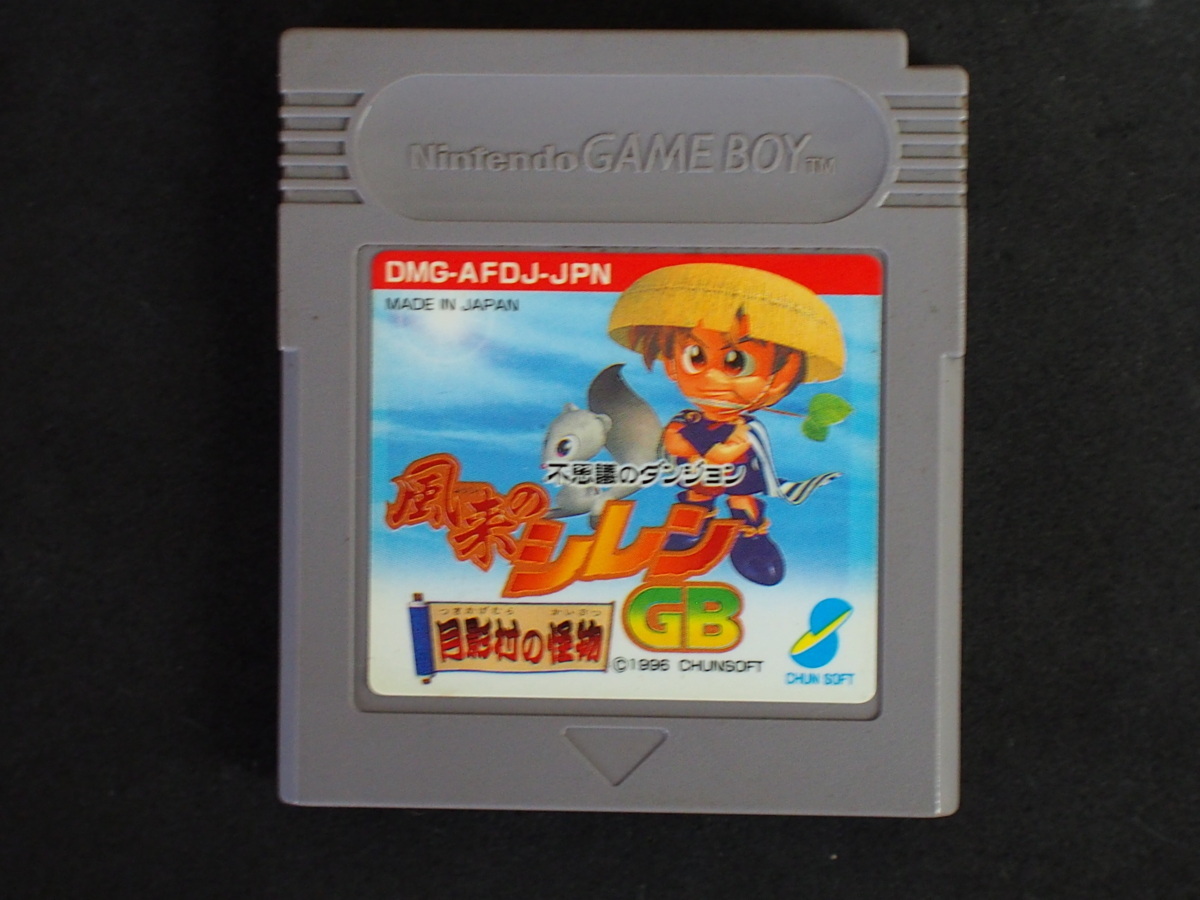 Nintendo GAME BOY™
DMG-AFDJ-JPN
MADE IN JAPAN
不思議のダンジョン
風来の
シレン
GB
つきかげむら かいぶつ
月影村の怪物
©1996 CHUNSOFT
CHUN SOFT